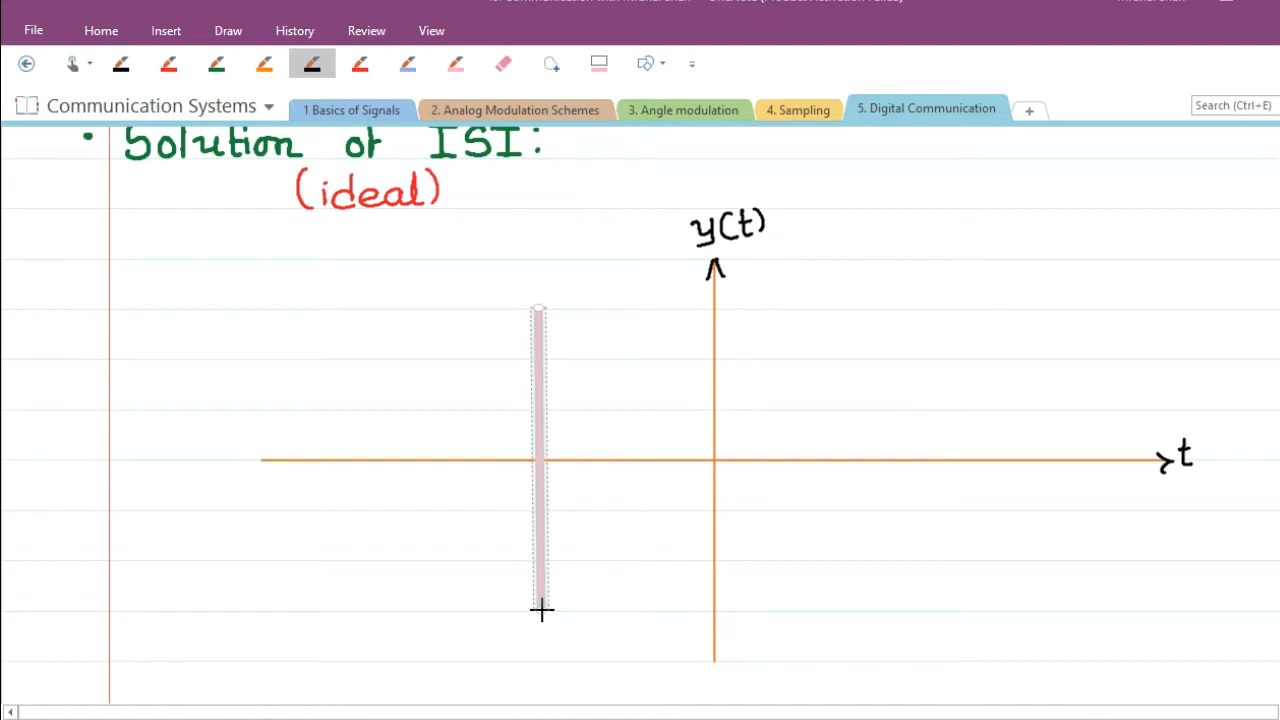 File Home Insert Draw History Review View
Communication Systems 1 Basics of Signals 2. Analog Modulation Schemes 3. Angle modulation 4. Sampling 5. Digital Communication Search (Ctrl+E)
• Solution of ISI:
(ideal)
y(t)
t